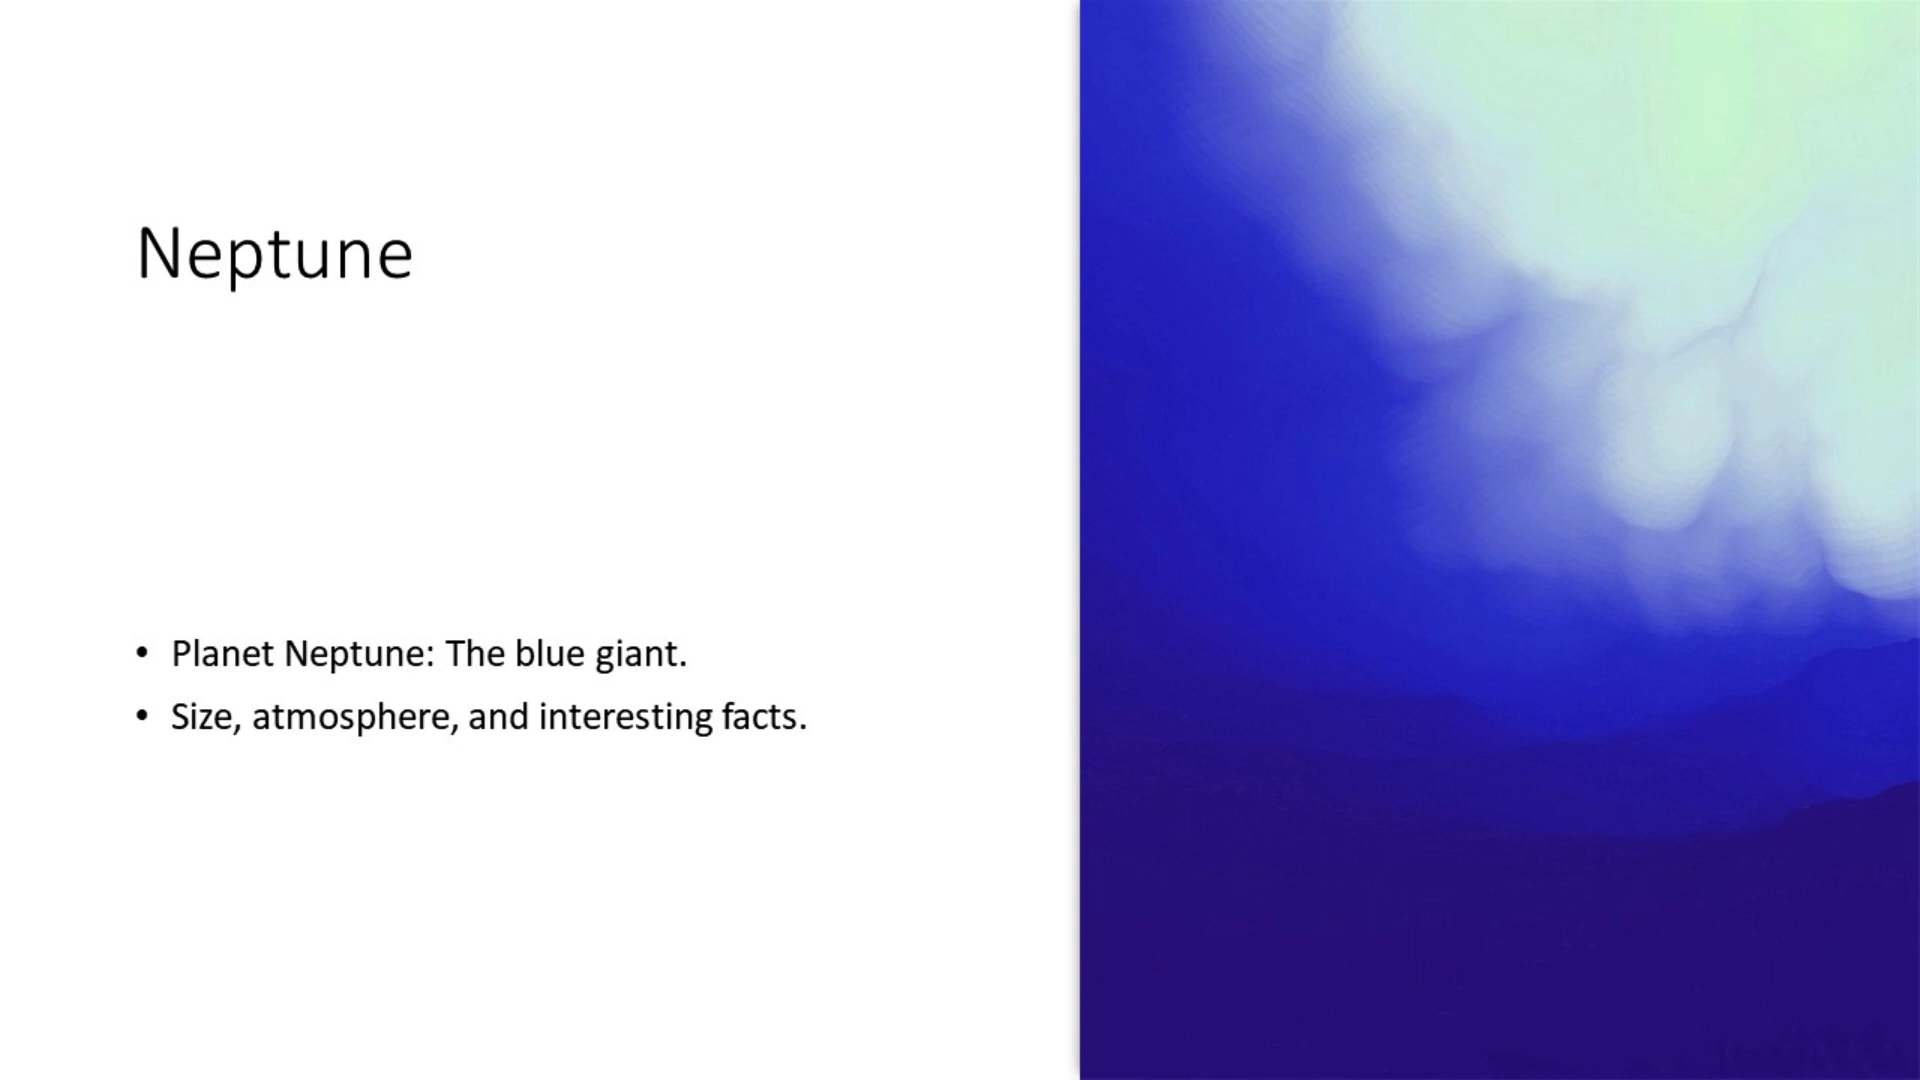 Neptune
• Planet Neptune: The blue giant.
• Size, atmosphere, and interesting facts.